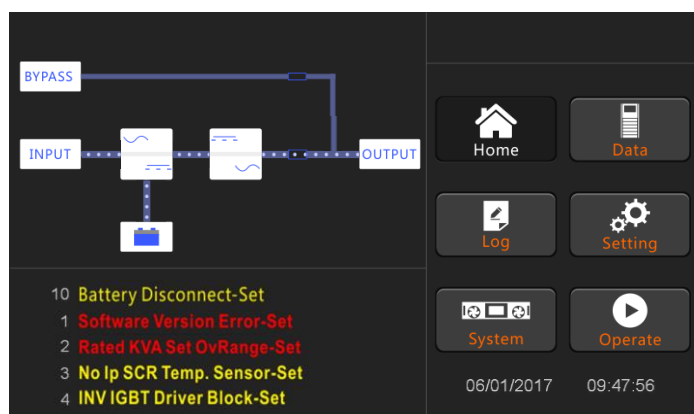 BYPASS
INPUT
OUTPUT
10 Battery Disconnect-Set
1 Software Version Error-Set
2 Rated KVA Set OvRange-Set
3 No Ip SCR Temp. Sensor-Set
4 INV IGBT Driver Block-Set
Home
Data
Log
Setting
System
Operate
06/01/2017 09:47:56